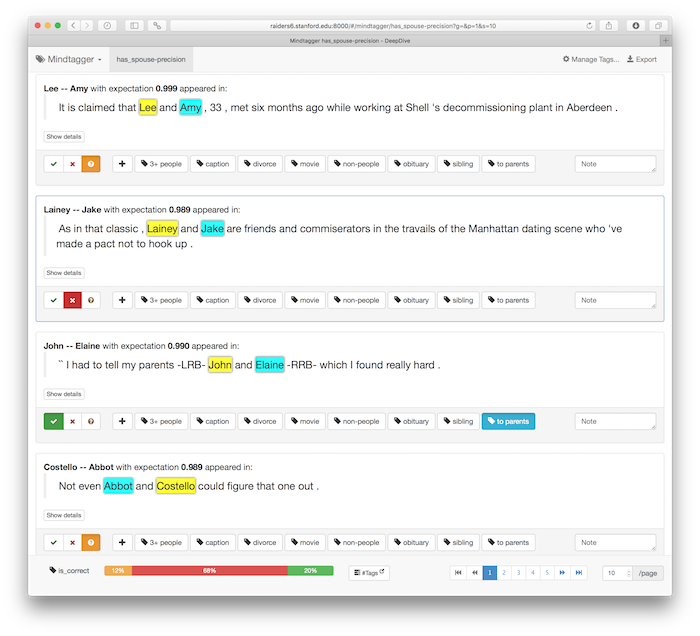 raiders6.stanford.edu:8080/#/mindtagger/has_spouse-precision?g=&p=1&s=10
Mindtagger has_spouse-precision - DeepDive
Mindtagger
has_spouse-precision
Manage Tags...
Export
Lee -- Amy with expectation 0.999 appeared in:
It is claimed that Lee and Amy , 33 , met six months ago while working at Shell 's decommissioning plant in Aberdeen .
Show details
3+ people caption divorce movie non-people obituary sibling to parents Note
Lainey -- Jake with expectation 0.989 appeared in:
As in that classic , Lainey and Jake are friends and commiserators in the travails of the Manhattan dating scene who 've
made a pact not to hook up .
Show details
3+ people caption divorce movie non-people obituary sibling to parents Note
John -- Elaine with expectation 0.990 appeared in:
`` I had to tell my parents -LRB- John and Elaine -RRB- which I found really hard .
Show details
3+ people caption divorce movie non-people obituary sibling to parents Note
Costello -- Abbot with expectation 0.989 appeared in:
Not even Abbot and Costello could figure that one out .
Show details
3+ people caption divorce movie non-people obituary sibling to parents Note
is_correct 12% 68% 20% #Tags 1 2 3 4 5 10 /page